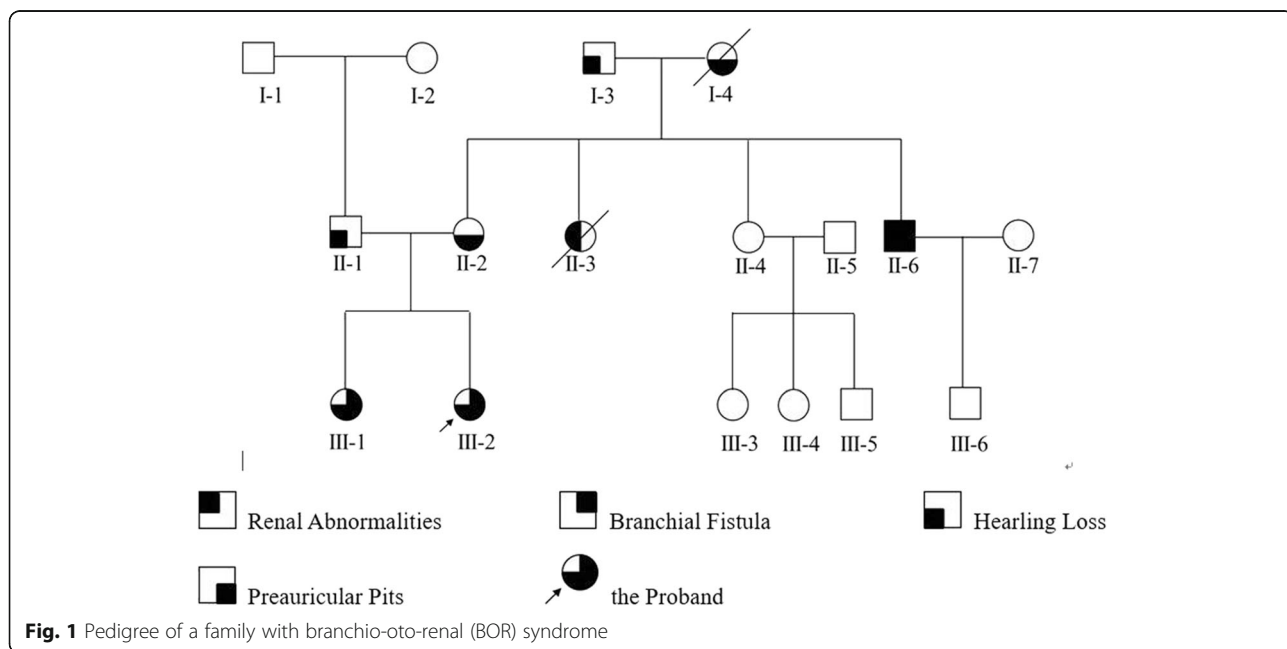 I-1 I-2 I-3 I-4
II-1 II-2 II-3 II-4 II-5 II-6 II-7
III-1 III-2 III-3 III-4 III-5 III-6
Renal Abnormalities Branchial Fistula Hearling Loss
Preauricular Pits the Proband
Fig. 1 Pedigree of a family with branchio-oto-renal (BOR) syndrome